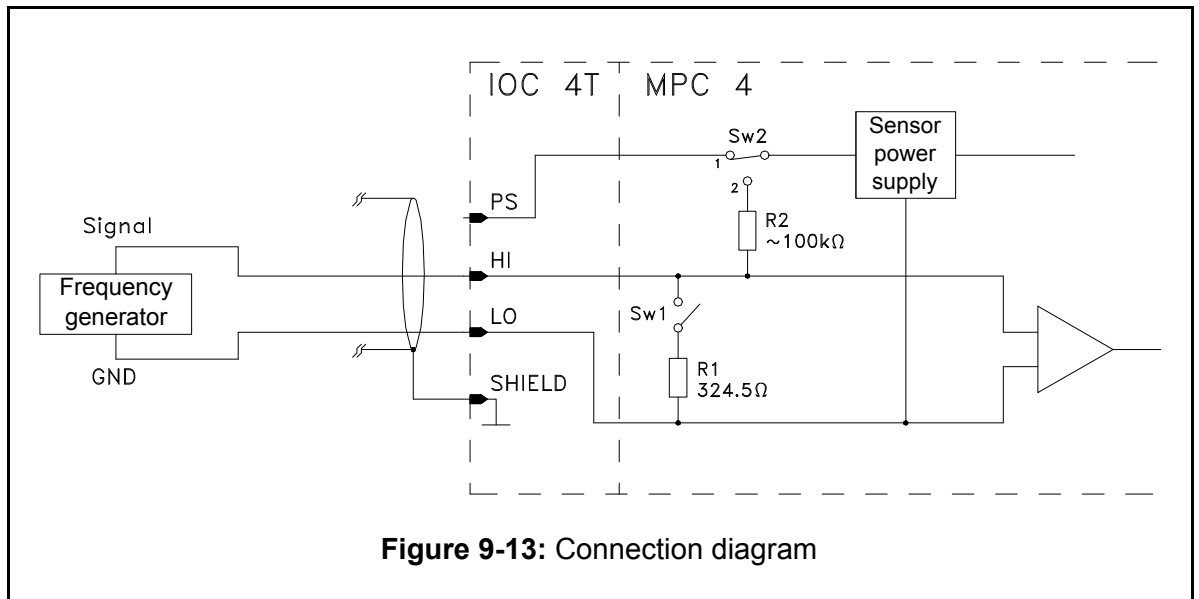 IOC 4T
MPC 4
Sw2
Sensor
power
supply
1
2
PS
R2
~100kΩ
Signal
HI
Frequency
generator
Sw1
LO
GND
R1
324.5Ω
SHIELD
Figure 9-13: Connection diagram